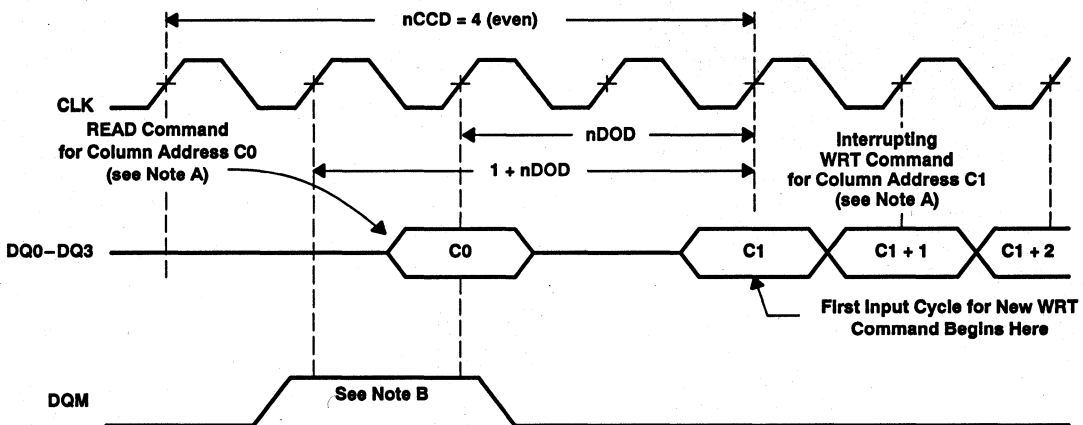 nCCD = 4 (even)
CLK
READ Command
for Column Address C0
(see Note A)
nDOD
1 + nDOD
Interrupting
WRT Command
for Column Address C1
(see Note A)
DQ0–DQ3
C0
C1
C1 + 1
C1 + 2
First Input Cycle for New WRT
Command Begins Here
DQM
See Note B